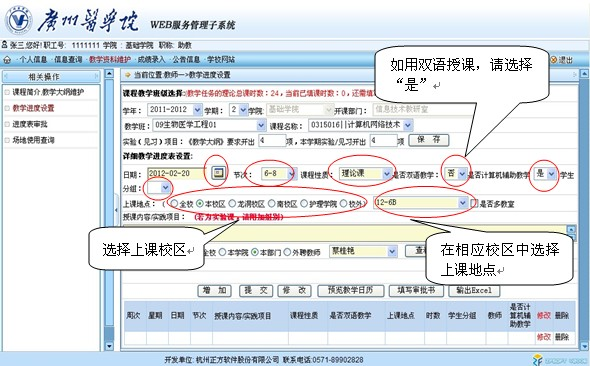 廣州醫學院 WEB服务管理子系统
张三,您好!职工号: 1111111 学院 : 基础学院 职称: 助教
个人信息 信息查询 教学资料维护 成绩录入 公告信息 学校网站 退出
相关操作
课程简介,教学大纲维护
教学进度设置
进度表审批
场地使用查询
当前位置:教师—>教学进度设置
课程教学班级选择:教学任务的理论总课时数:24,当前已填课时数:0,还需填
学年: 2011-2012 学期: 2 学院: 基础学院 开课部门: 信息技术教研室
教学班: 09生物医学工程01 课程名称: 0315016||计算机网络技术
实验（见习）项目:《教学大纲》要求开出 4 项,本学期实验/见习开出 4 项 保 存
详细教学进度表设置:
日期: 2012-02-20 节次: 6-8 课程性质: 理论课 是否双语教学: 否 是否计算机辅助教学 是 学生
分组:
上课地点: 全校 本校区 龙洞校区 南校区 护理学院 校外 12-6B 是否多教室
授课内容/实践项目: (若为实验课,请附加组别)
全校 本学院 本部门 外聘教师 蔡桂艳
增 加 提 交 修 改 预览教学日历 填写审批书 输出Excel
周次 星期 日期 节次 授课内容/实践项目 课程性质 是否双语教学 上课地点 时数 学生分组 教师 是否计算机辅助教学 修改 删除
修改 删除
开发单位:杭州正方软件股份有限公司 联系电话:0571-89902828
如用双语授课，请选择
“是”
选择上课校区
在相应校区中选择
上课地点